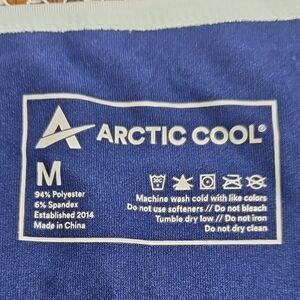 ARCTIC COOL®
M
94% Polyester
6% Spandex
Established 2014
Made in China
Machine wash cold with like colors
Do not use softeners // Do not bleach
Tumble dry low // Do not iron
Do not dry clean